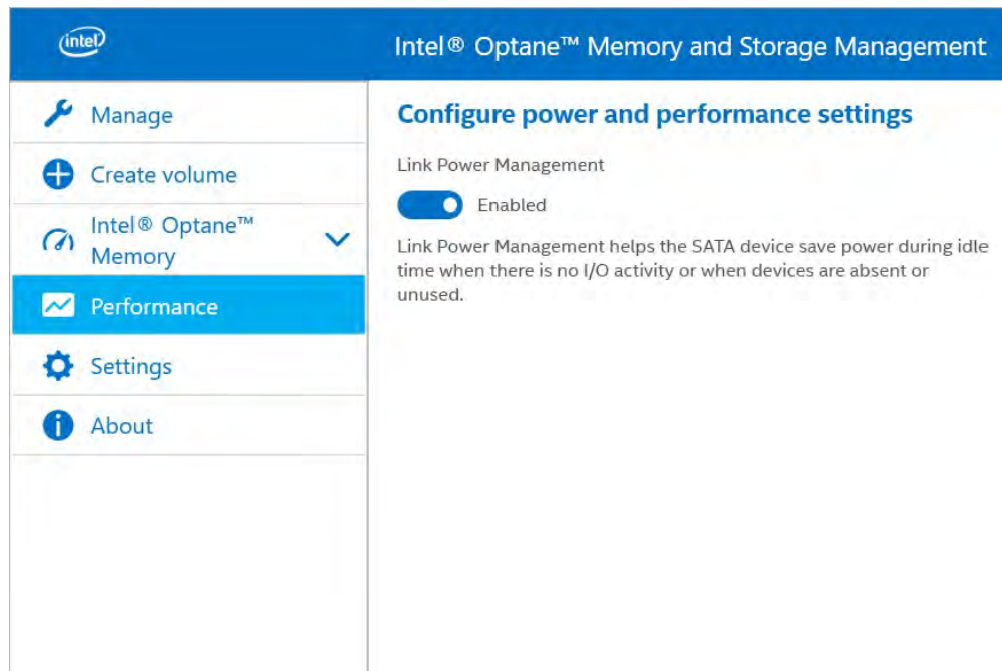 intel
Intel® Optane™ Memory and Storage Management
Manage
Create volume
Intel® Optane™
Memory
Performance
Settings
About
Configure power and performance settings
Link Power Management
Enabled
Link Power Management helps the SATA device save power during idle
time when there is no I/O activity or when devices are absent or
unused.